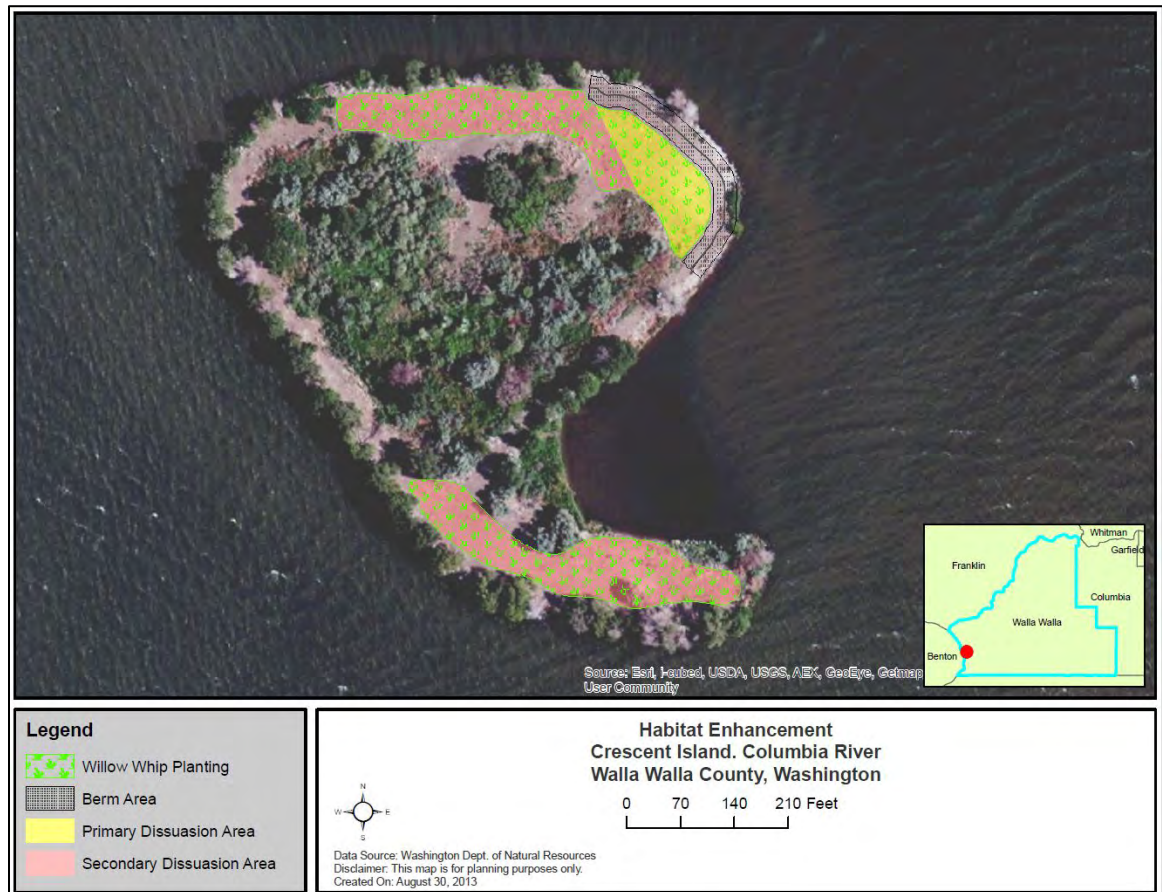 Whitman
Garfield
Franklin
Columbia
Walla Walla
Benton
Source: Esri, i-cubed, USDA, USGS, AEX, GeoEye, Getmap
User Community
Legend
Willow Whip Planting
Berm Area
Primary Dissuasion Area
Secondary Dissuasion Area
Habitat Enhancement
Crescent Island. Columbia River
Walla Walla County, Washington
0 70 140 210 Feet
N
W E
S
Data Source: Washington Dept. of Natural Resources
Disclaimer: This map is for planning purposes only.
Created On: August 30, 2013